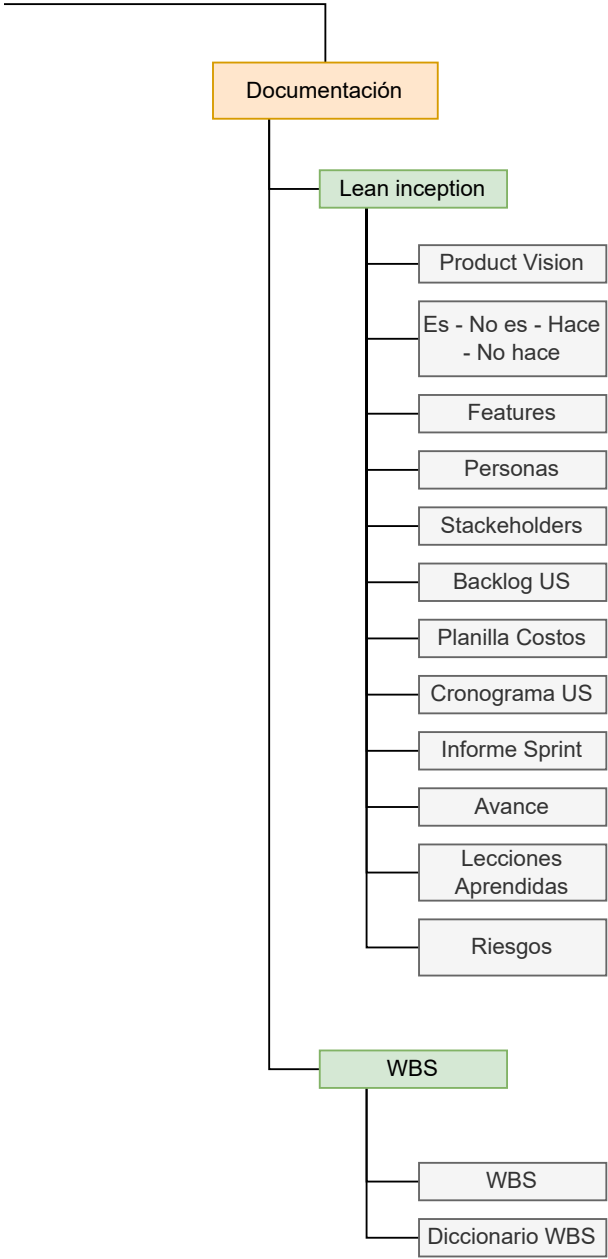 Documentación
Lean inception
Product Vision
Es - No es - Hace
- No hace
Features
Personas
Stackeholders
Backlog US
Planilla Costos
Cronograma US
Informe Sprint
Avance
Lecciones
Aprendidas
Riesgos
WBS
WBS
Diccionario WBS